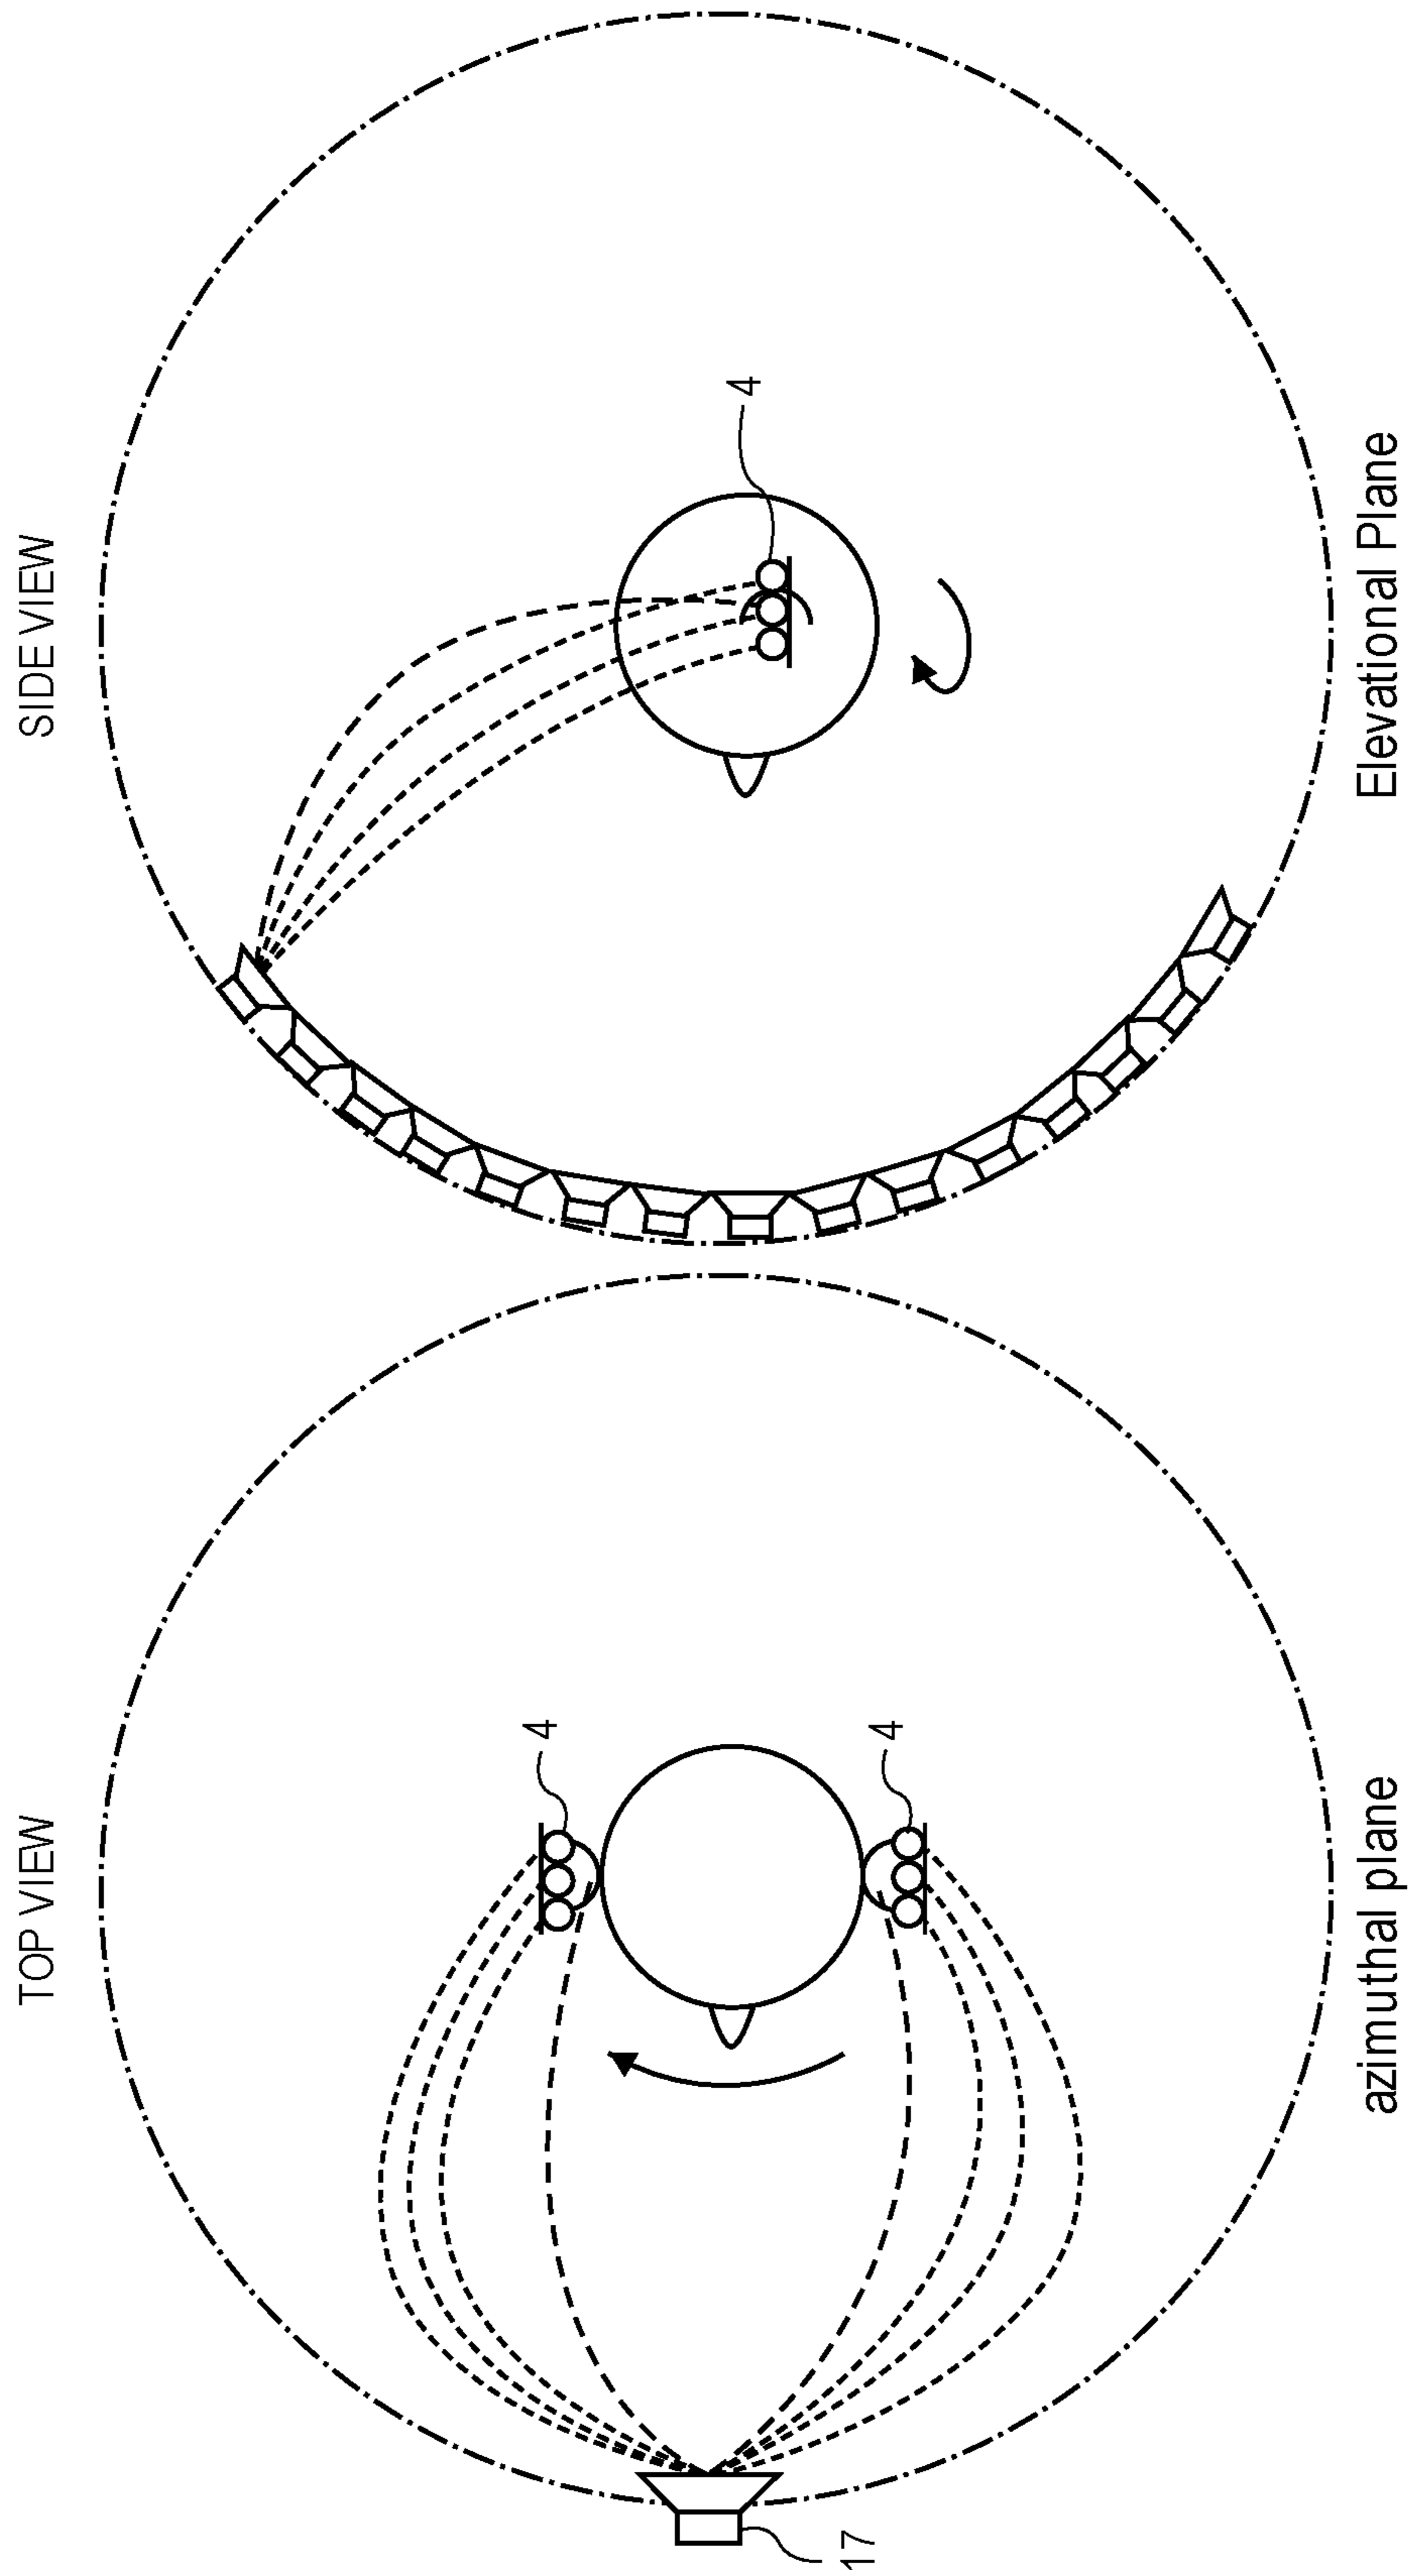 TOP VIEW
SIDE VIEW
4
4
4
17
azimuthal plane
Elevational Plane